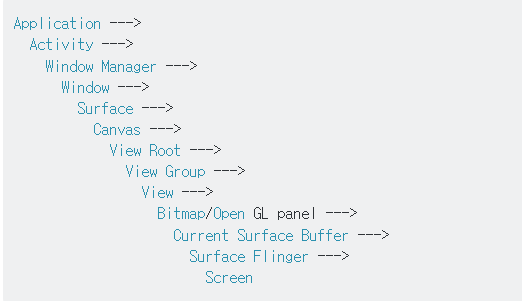 Application --->
Activity --->
Window Manager --->
Window --->
Surface --->
Canvas --->
View Root --->
View Group --->
View --->
Bitmap/Open GL panel --->
Current Surface Buffer --->
Surface Flinger --->
Screen